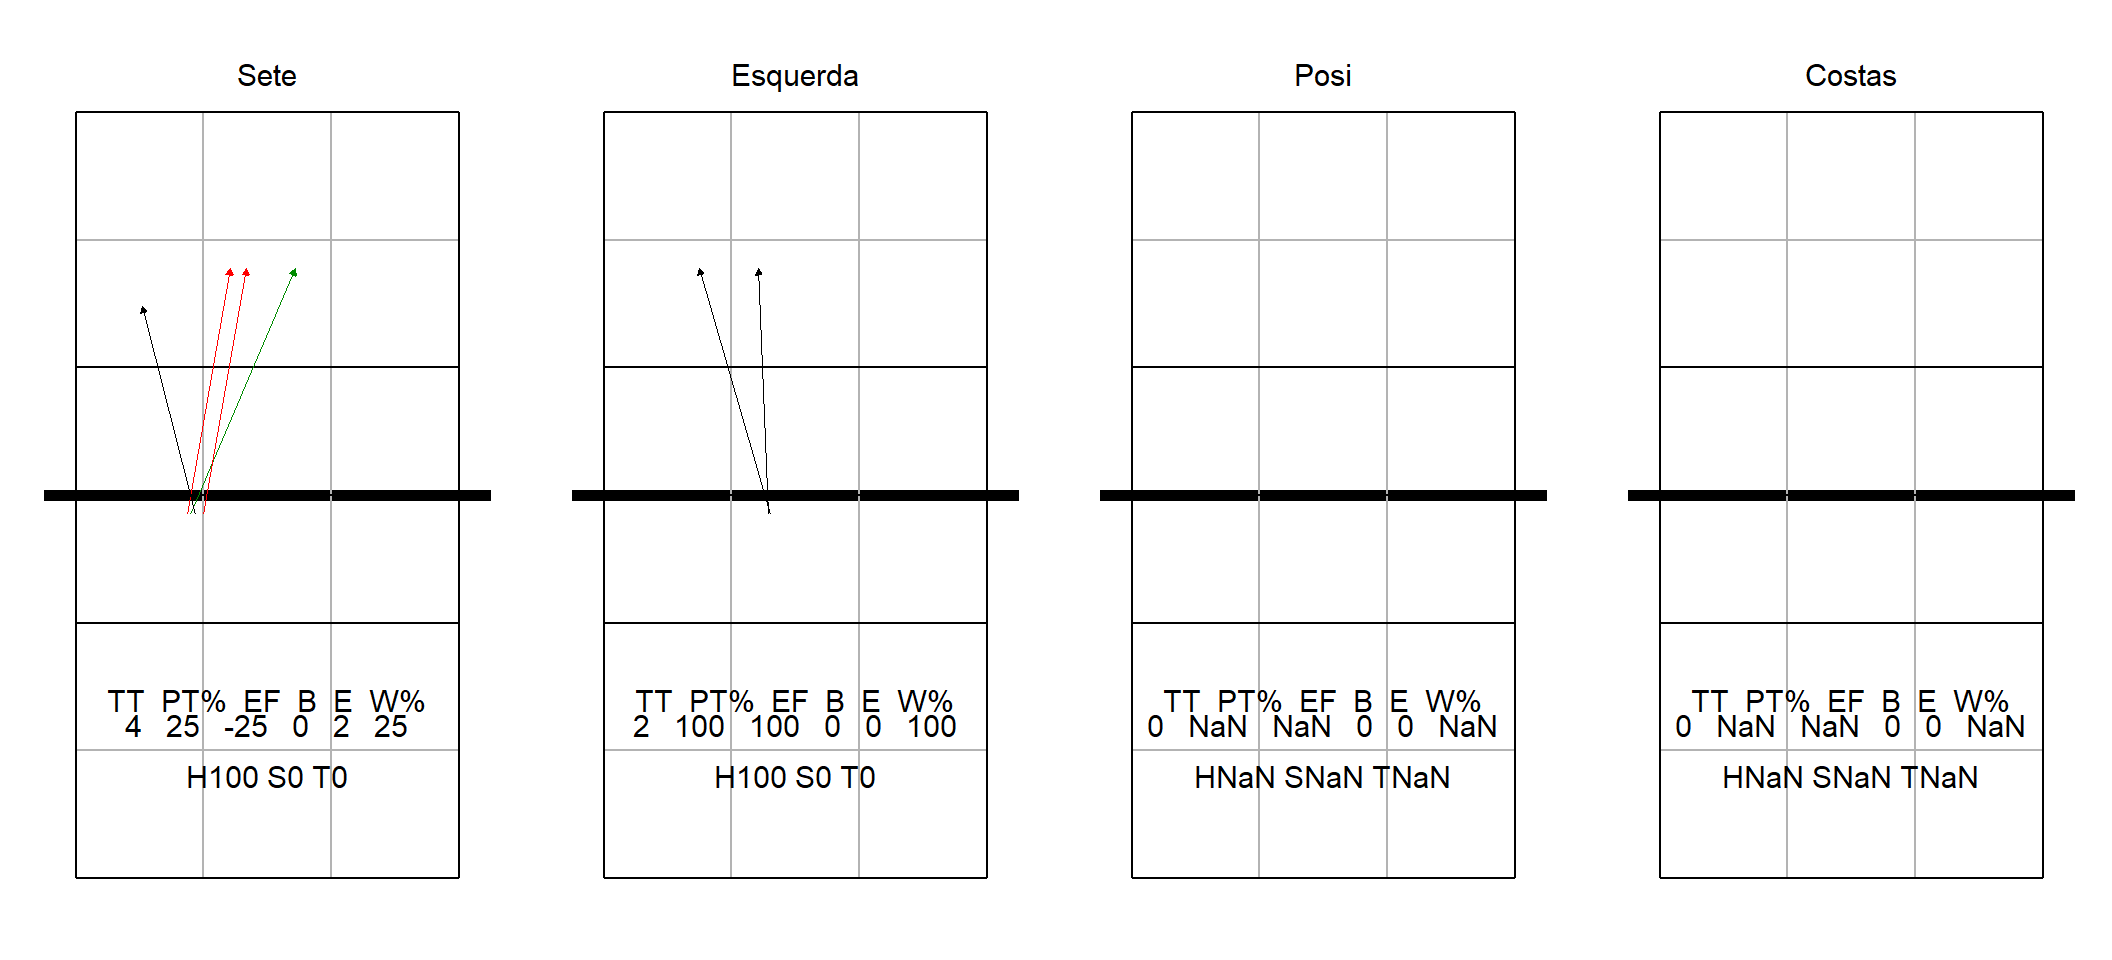 Sete
TT PT% EF B E W%
4 25 -25 0 2 25
H100 S0 T0
Esquerda
TT PT% EF B E W%
2 100 100 0 0 100
H100 S0 T0
Posi
TT PT% EF B E W%
0 NaN NaN 0 0 NaN
HNaN SNaN TNaN
Costas
TT PT% EF B E W%
0 NaN NaN 0 0 NaN
HNaN SNaN TNaN